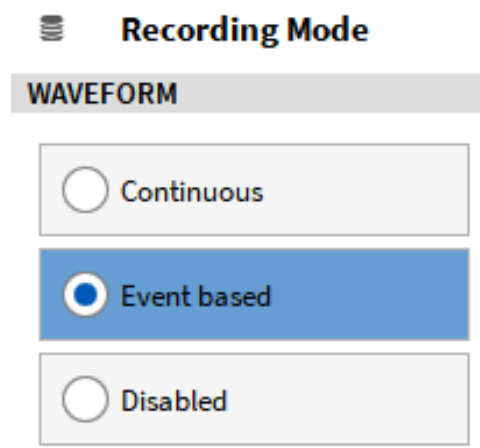 Recording Mode
WAVEFORM
Continuous
Event based
Disabled